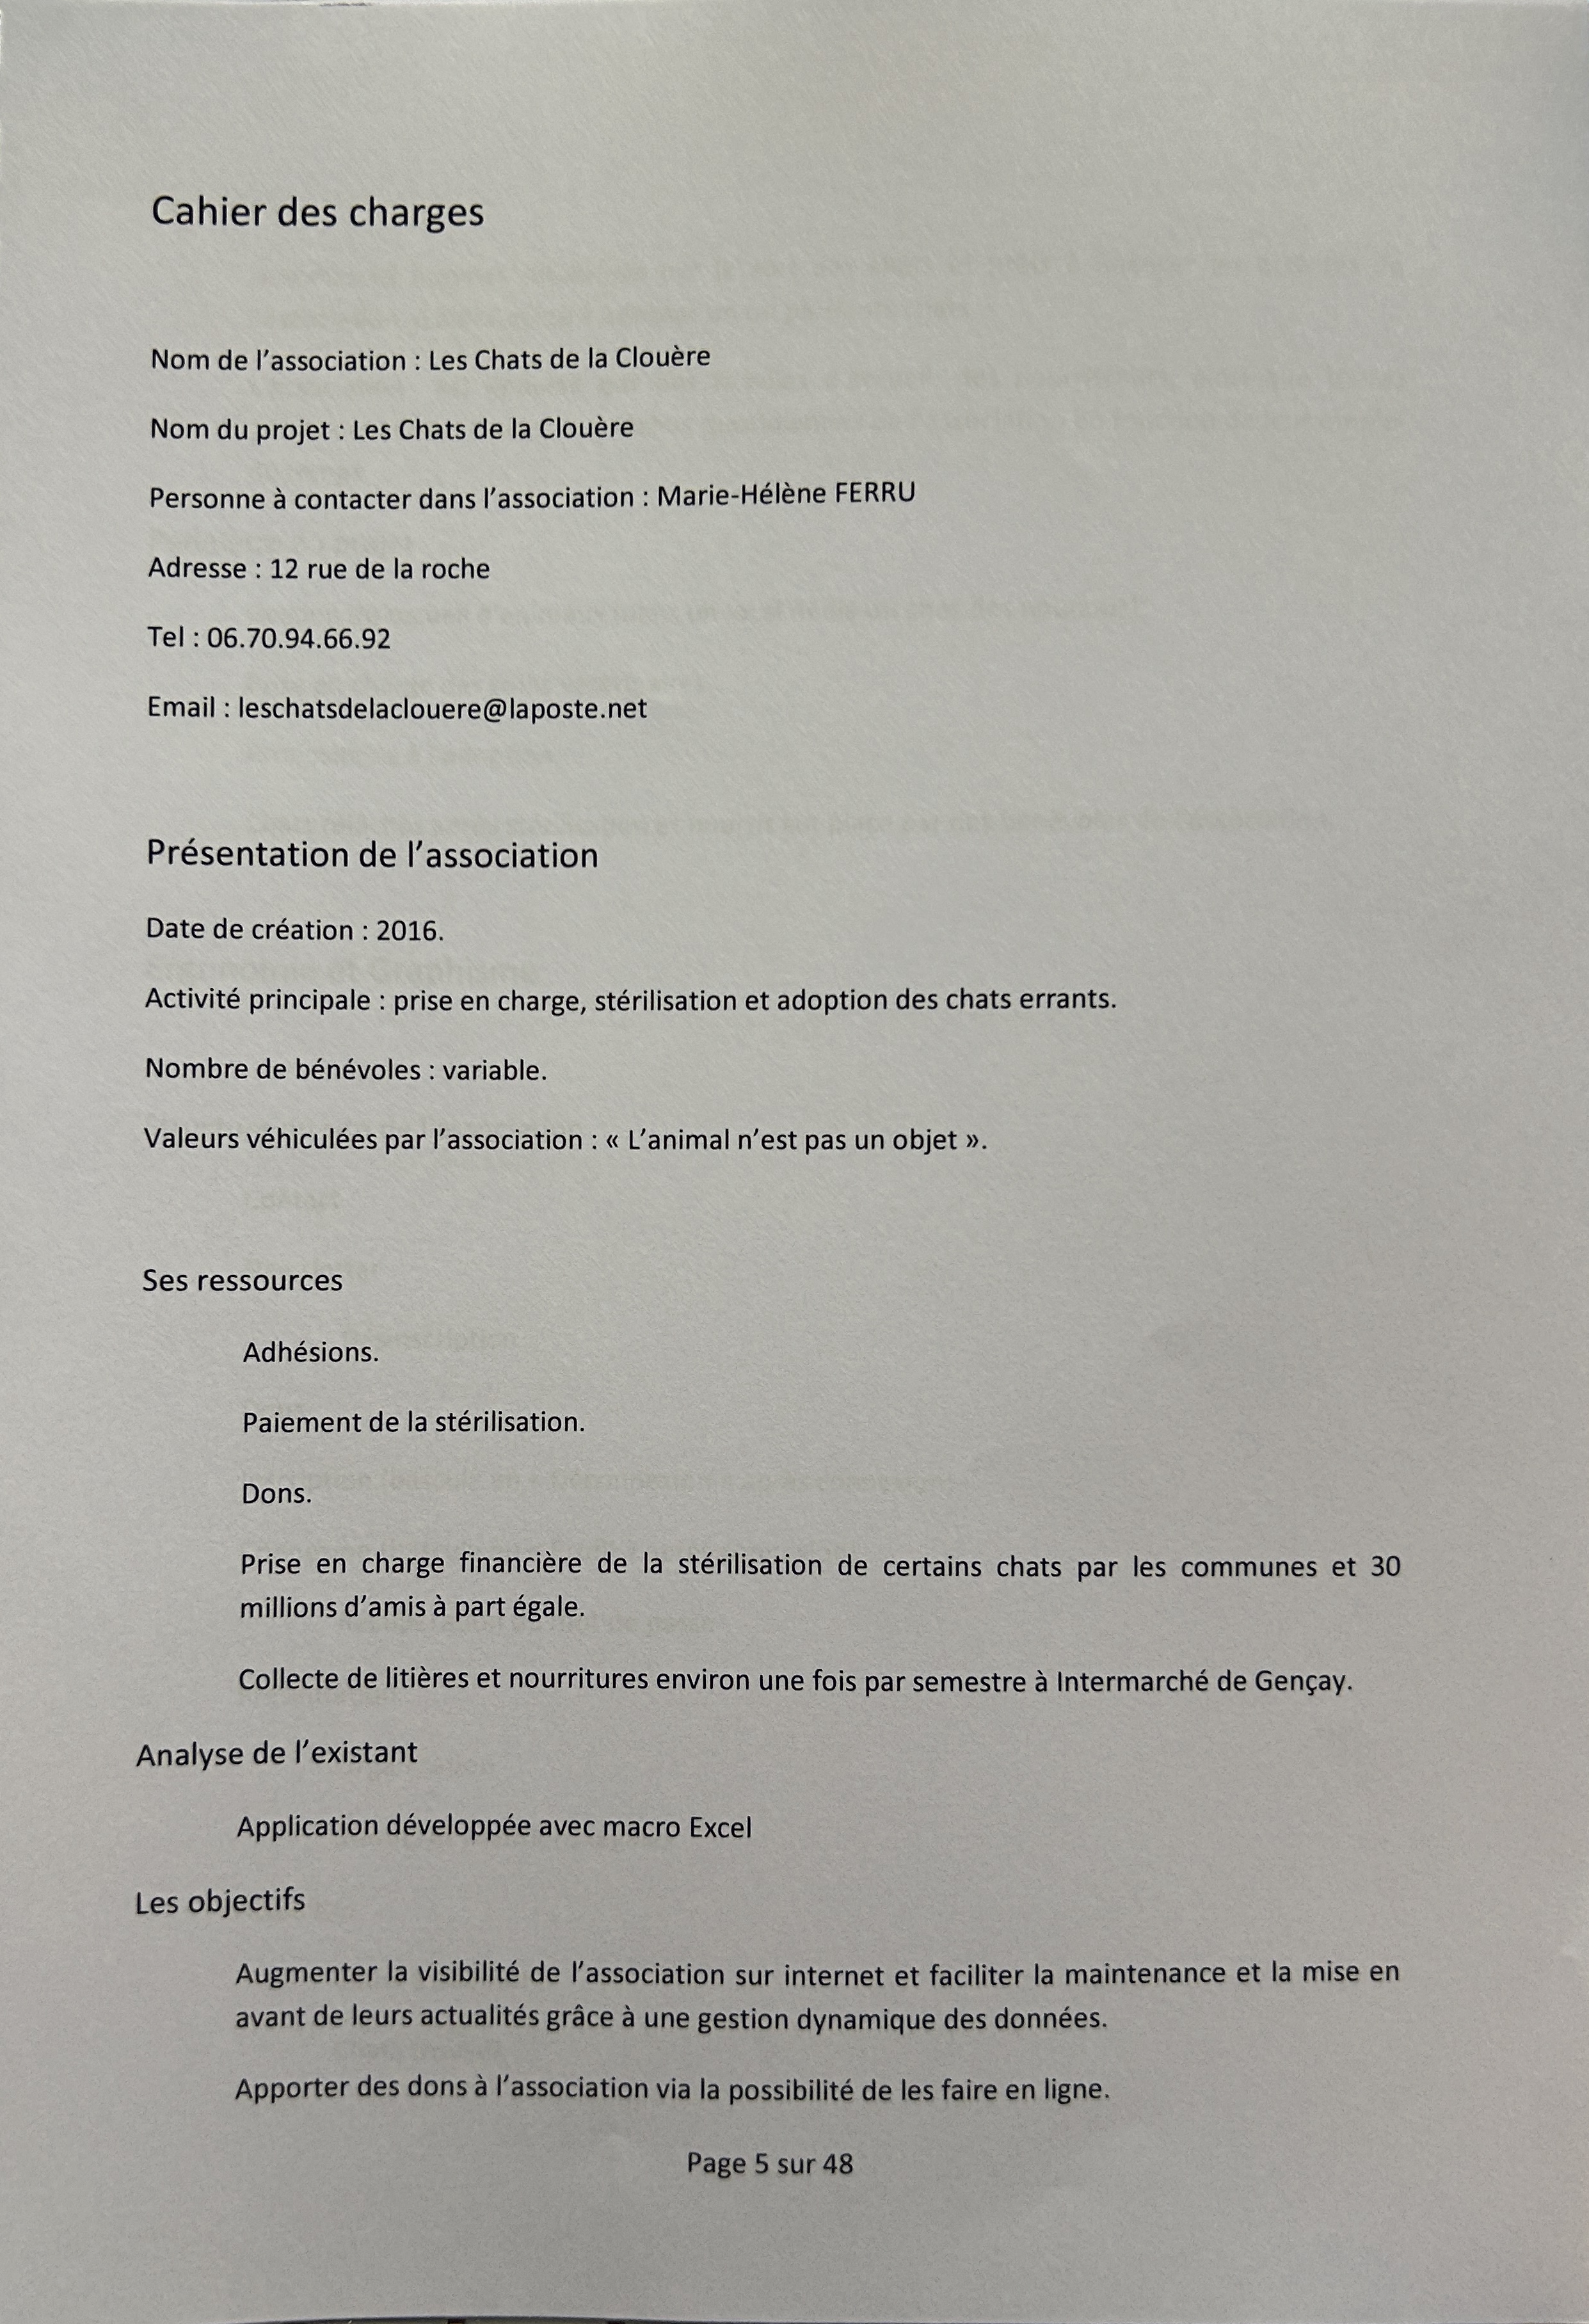 Cahier des charges
Nom de l’association : Les Chats de la Clouère
Nom du projet : Les Chats de la Clouère
Personne à contacter dans l’association : Marie-Hélène FERRU
Adresse : 12 rue de la roche
Tel : 06.70.94.66.92
Email : leschatsdelaclouere@laposte.net
Présentation de l’association
Date de création : 2016.
Activité principale : prise en charge, stérilisation et adoption des chats errants.
Nombre de bénévoles : variable.
Valeurs véhiculées par l’association : « L’animal n’est pas un objet ».
Ses ressources
Adhésions.
Paiement de la stérilisation.
Dons.
Prise en charge financière de la stérilisation de certains chats par les communes et 30
millions d’amis à part égale.
Collecte de litières et nourritures environ une fois par semestre à Intermarché de Gençay.
Analyse de l’existant
Application développée avec macro Excel
Les objectifs
Augmenter la visibilité de l’association sur internet et faciliter la maintenance et la mise en
avant de leurs actualités grâce à une gestion dynamique des données.
Apporter des dons à l’association via la possibilité de les faire en ligne.
Page 5 sur 48